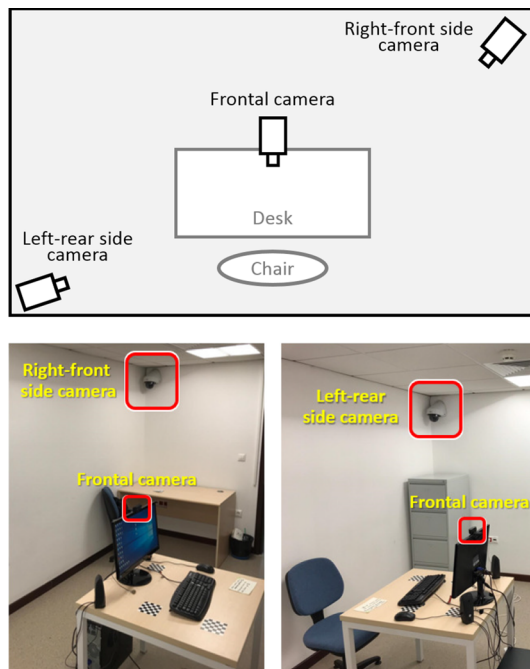 Right-front side
camera
Frontal camera
Desk
Left-rear side
camera
Chair
Right-front
side camera
Frontal camera
Left-rear
side camera
Frontal camera